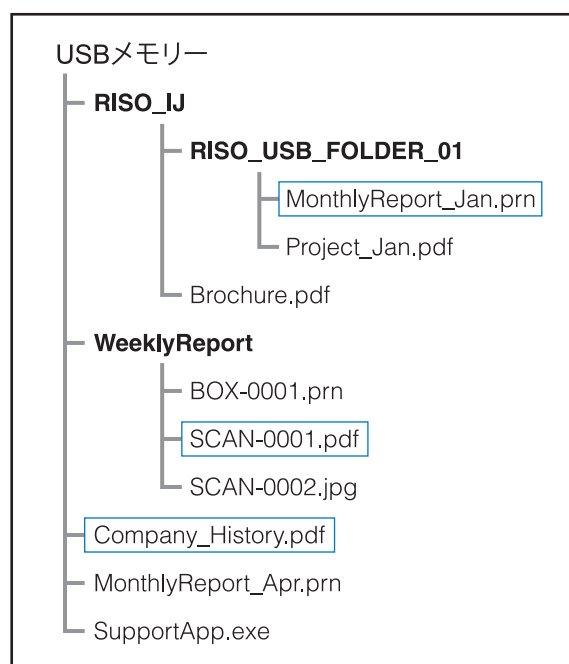 USBメモリー
RISO_IJ
RISO_USB_FOLDER_01
MonthlyReport_Jan.prn
Project_Jan.pdf
Brochure.pdf
WeeklyReport
BOX-0001.prn
SCAN-0001.pdf
SCAN-0002.jpg
Company_History.pdf
MonthlyReport_Apr.prn
SupportApp.exe